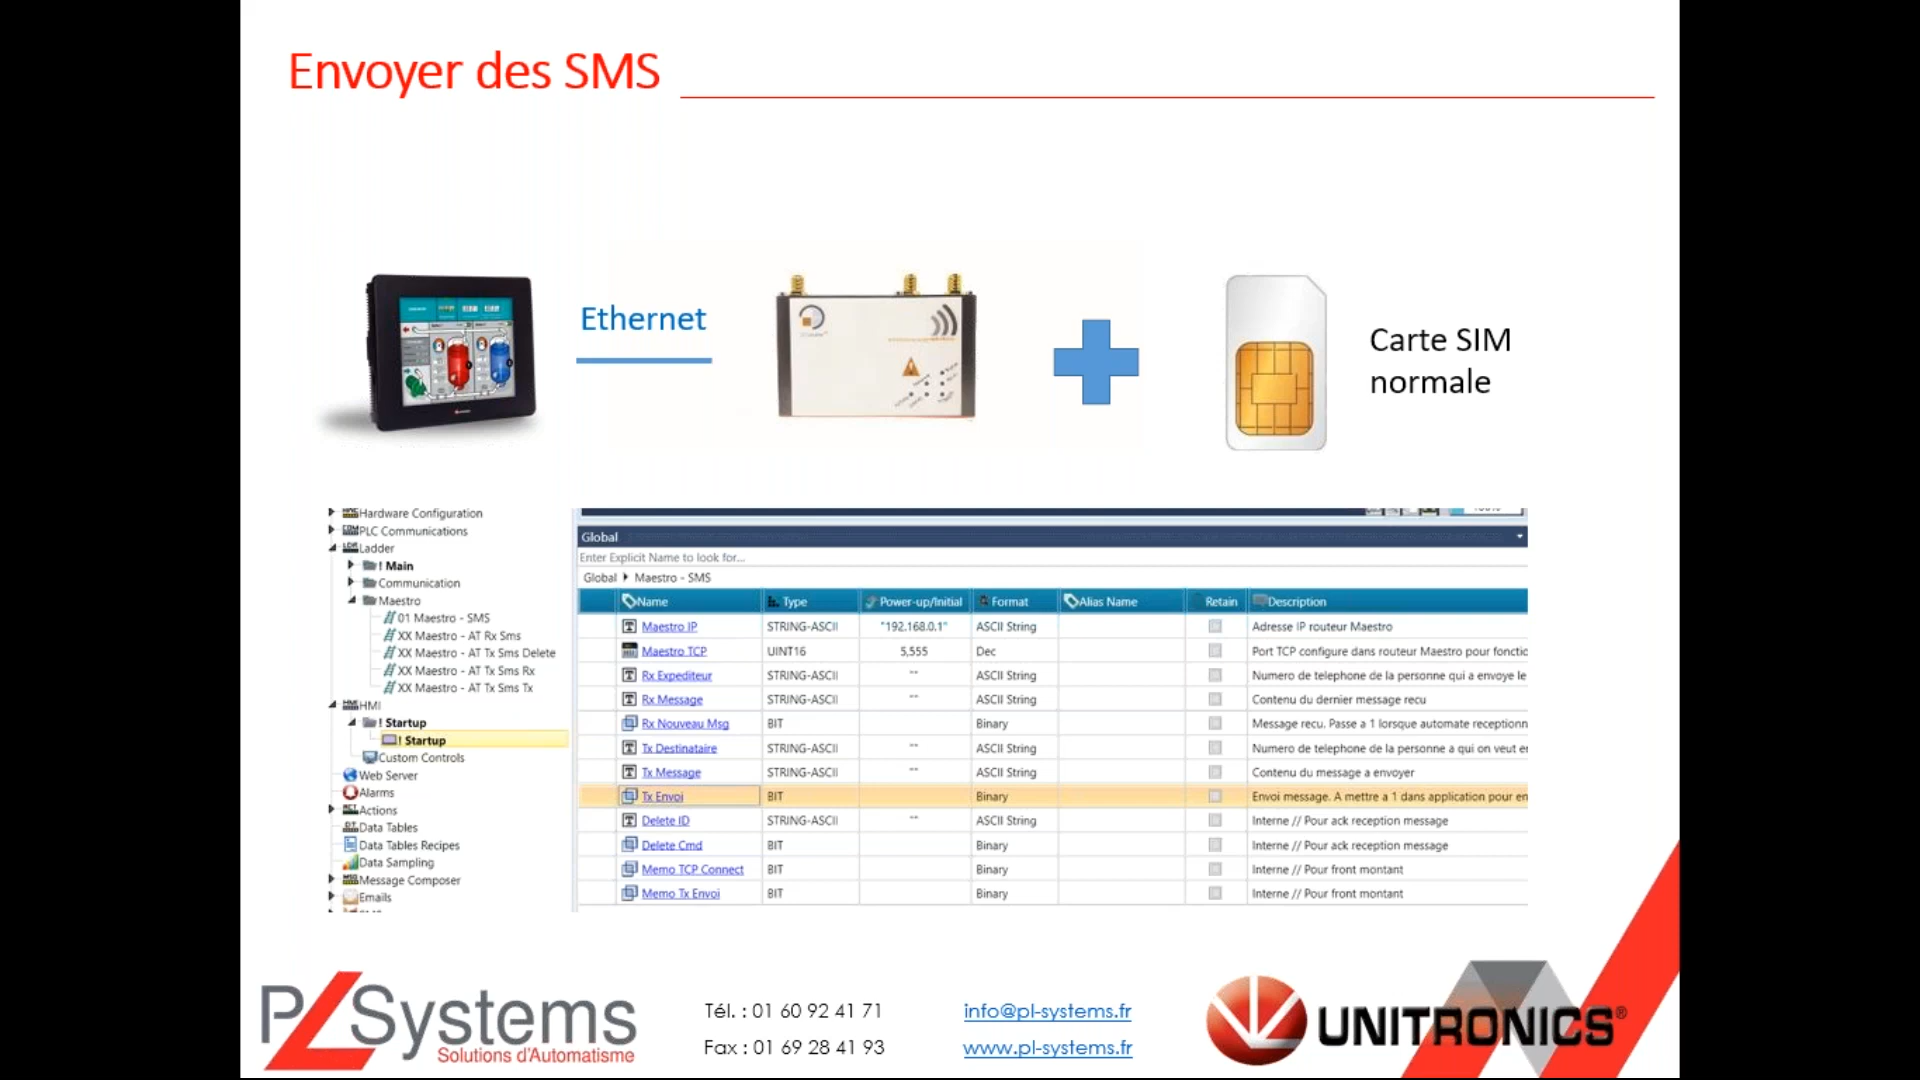 Envoyer des SMS
Ethernet
Carte SIM
normale
Hardware Configuration
PLC Communications
Ladder
! Main
Communication
Maestro
01 Maestro - SMS
XX Maestro - AT Rx Sms
XX Maestro - AT Tx Sms Delete
XX Maestro - AT Tx Sms Rx
XX Maestro - AT Tx Sms Tx
HMI
! Startup
! Startup
Custom Controls
Web Server
Alarms
Actions
Data Tables
Data Tables Recipes
Data Sampling
Message Composer
Emails
Global
Enter Explicit Name to look for...
Global Maestro - SMS
Name Type Power-up/Initial Format Alias Name Retain Description
Maestro IP STRING-ASCII "192.168.0.1" ASCII String Adresse IP routeur Maestro
Maestro TCP UINT16 5,555 Dec Port TCP configure dans routeur Maestro pour fonctic
Rx Expediteur STRING-ASCII "" ASCII String Numero de telephone de la personne qui a envoye le
Rx Message STRING-ASCII "" ASCII String Contenu du dernier message recu
Rx Nouveau Msg BIT Binary Message recu. Passe a 1 lorsque automate receptionn
Tx Destinataire STRING-ASCII "" ASCII String Numero de telephone de la personne a qui on veut en
Tx Message STRING-ASCII "" ASCII String Contenu du message a envoyer
Tx Envoi BIT Binary Envoi message. A mettre a 1 dans application pour en
Delete ID STRING-ASCII "" ASCII String Interne // Pour ack reception message
Delete Cmd BIT Binary Interne // Pour ack reception message
Memo TCP Connect BIT Binary Interne // Pour front montant
Memo Tx Envoi BIT Binary Interne // Pour front montant
PL Systems
Solutions d'Automatisme
Tél. : 01 60 92 41 71
Fax : 01 69 28 41 93
info@pl-systems.fr
www.pl-systems.fr
UNITRONICS®